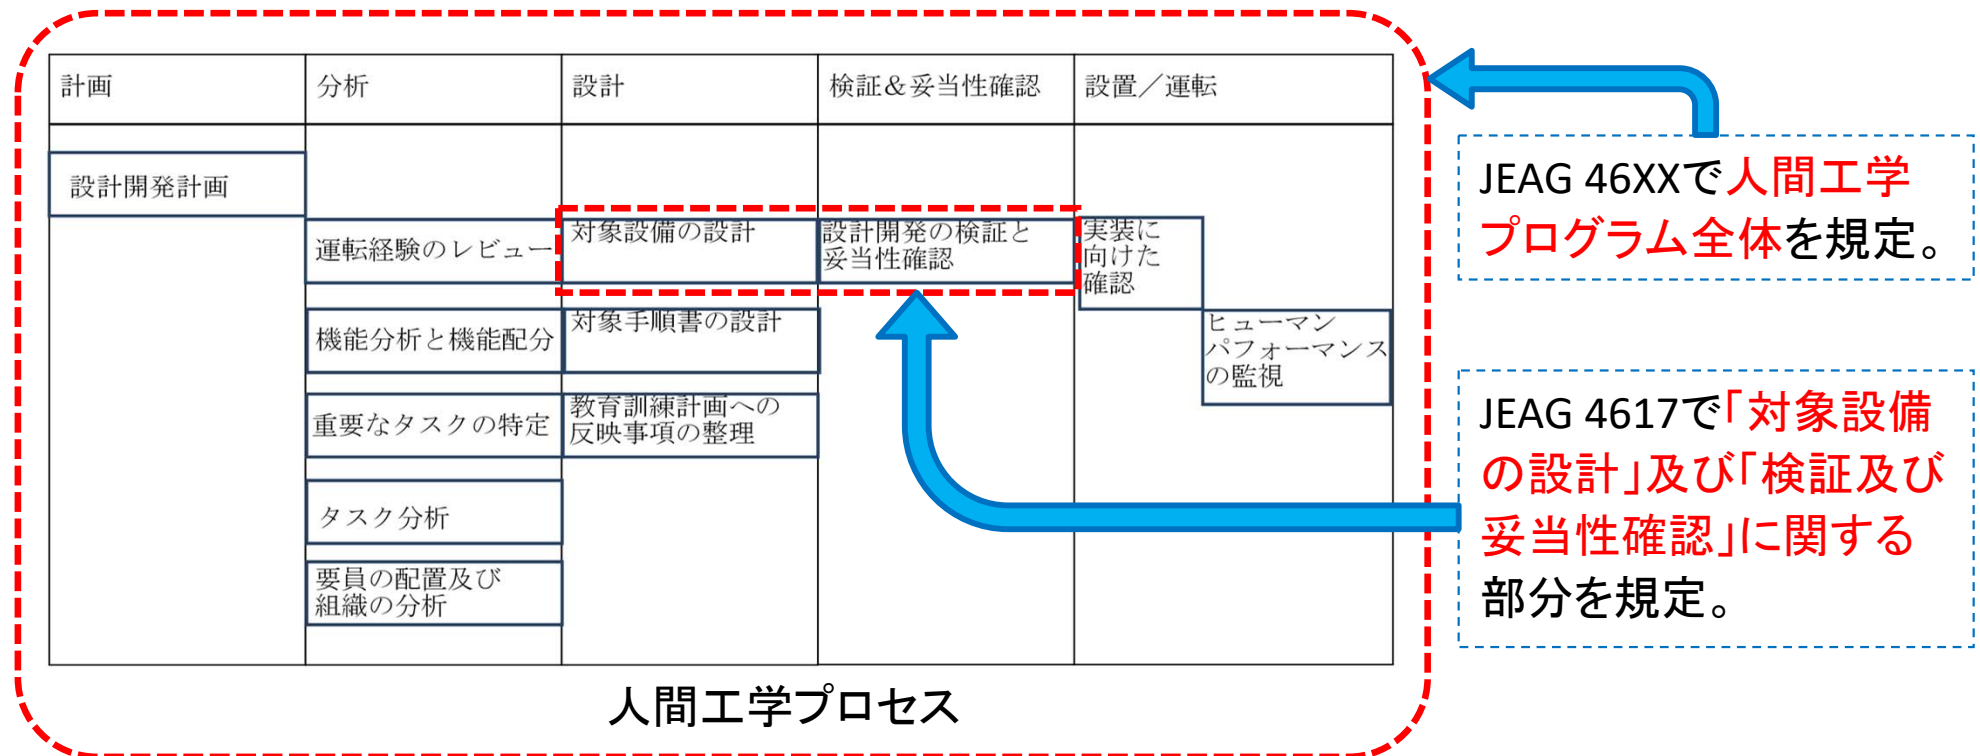 計画
分析
設計
検証＆妥当性確認
設置／運転
設計開発計画
運転経験のレビュー
機能分析と機能配分
重要なタスクの特定
タスク分析
要員の配置及び
組織の分析
対象設備の設計
対象手順書の設計
教育訓練計画への
反映事項の整理
設計開発の検証と
妥当性確認
実装に
向けた
確認
ヒューマン
パフォーマンス
の監視
人間工学プロセス
JEAG 46XXで人間工学
プログラム全体を規定。
JEAG 4617で「対象設備
の設計」及び「検証及び
妥当性確認」に関する
部分を規定。